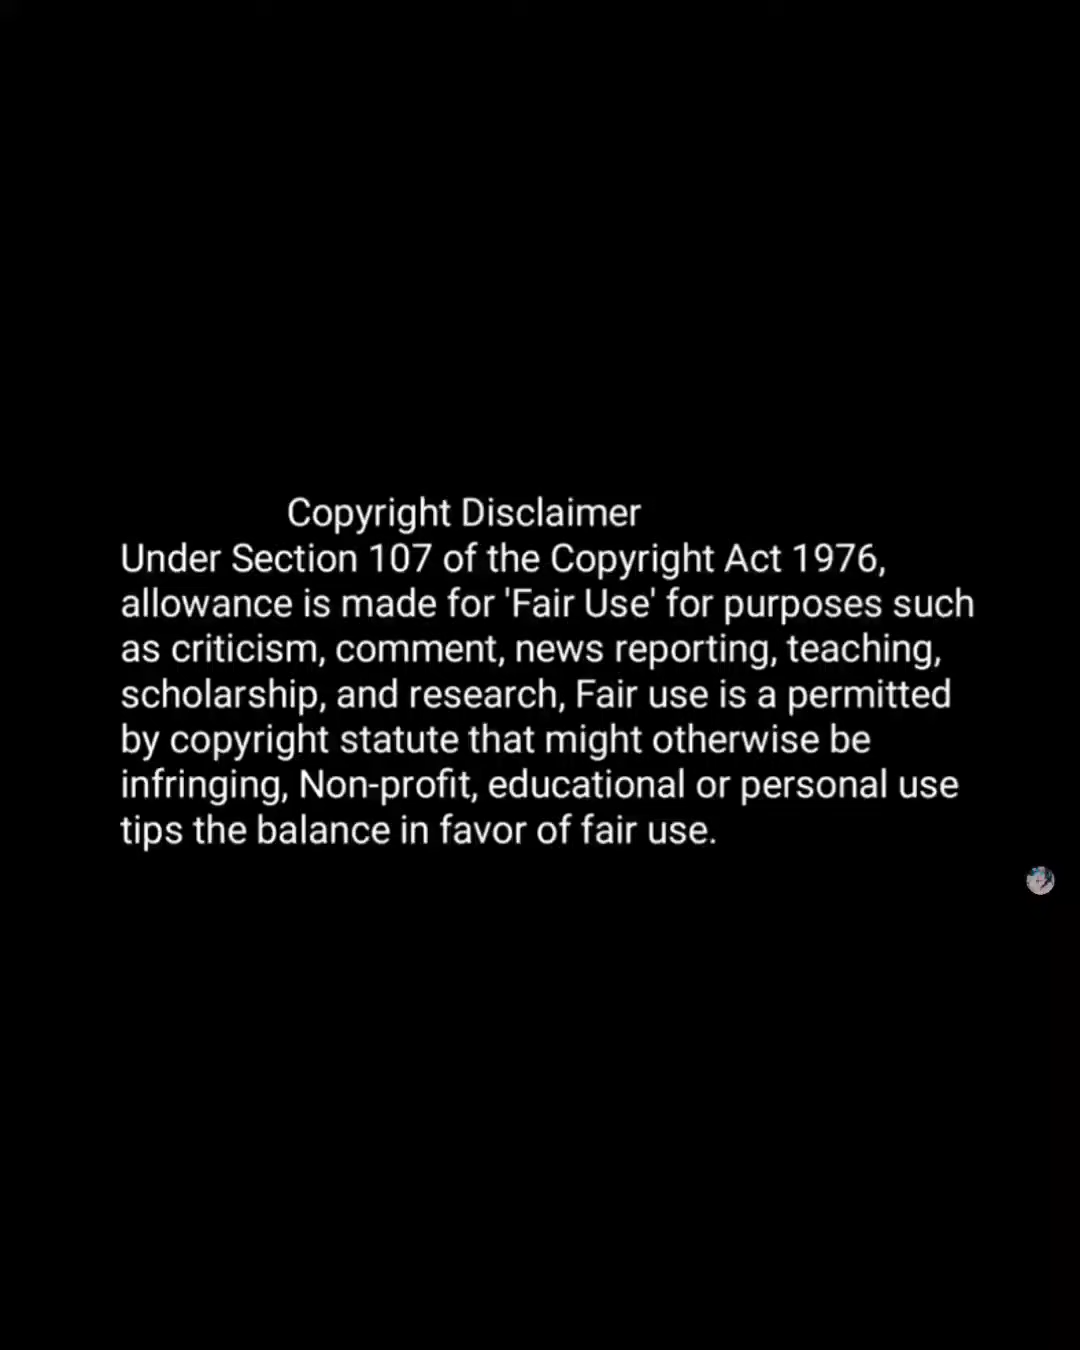 Copyright Disclaimer
Under Section 107 of the Copyright Act 1976,
allowance is made for 'Fair Use' for purposes such
as criticism, comment, news reporting, teaching,
scholarship, and research, Fair use is a permitted
by copyright statute that might otherwise be
infringing, Non-profit, educational or personal use
tips the balance in favor of fair use.